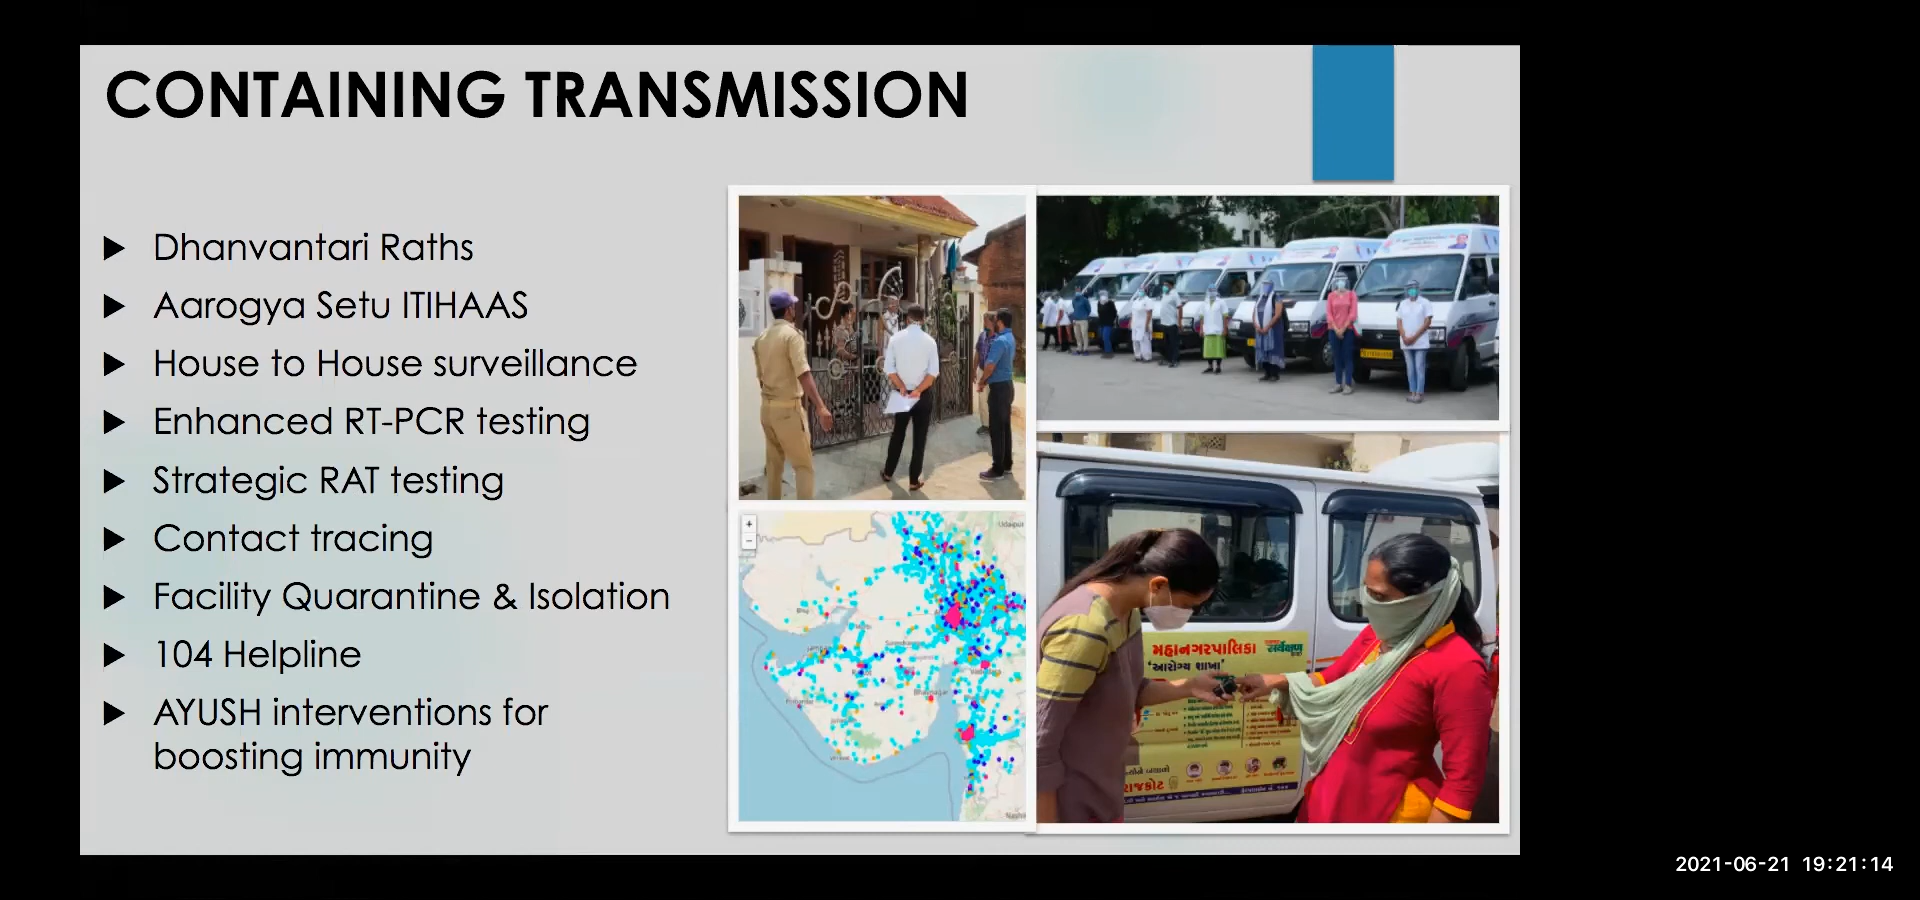 CONTAINING TRANSMISSION
Dhanvantari Raths
Aarogya Setu ITIHAAS
House to House surveillance
Enhanced RT-PCR testing
Strategic RAT testing
Contact tracing
Facility Quarantine & Isolation
104 Helpline
AYUSH interventions for
boosting immunity
Udaipur
મહાનગરપાલિકા
'આરોગ્ય શાખા'
રાજકોટ
2021-06-21 19:21:14